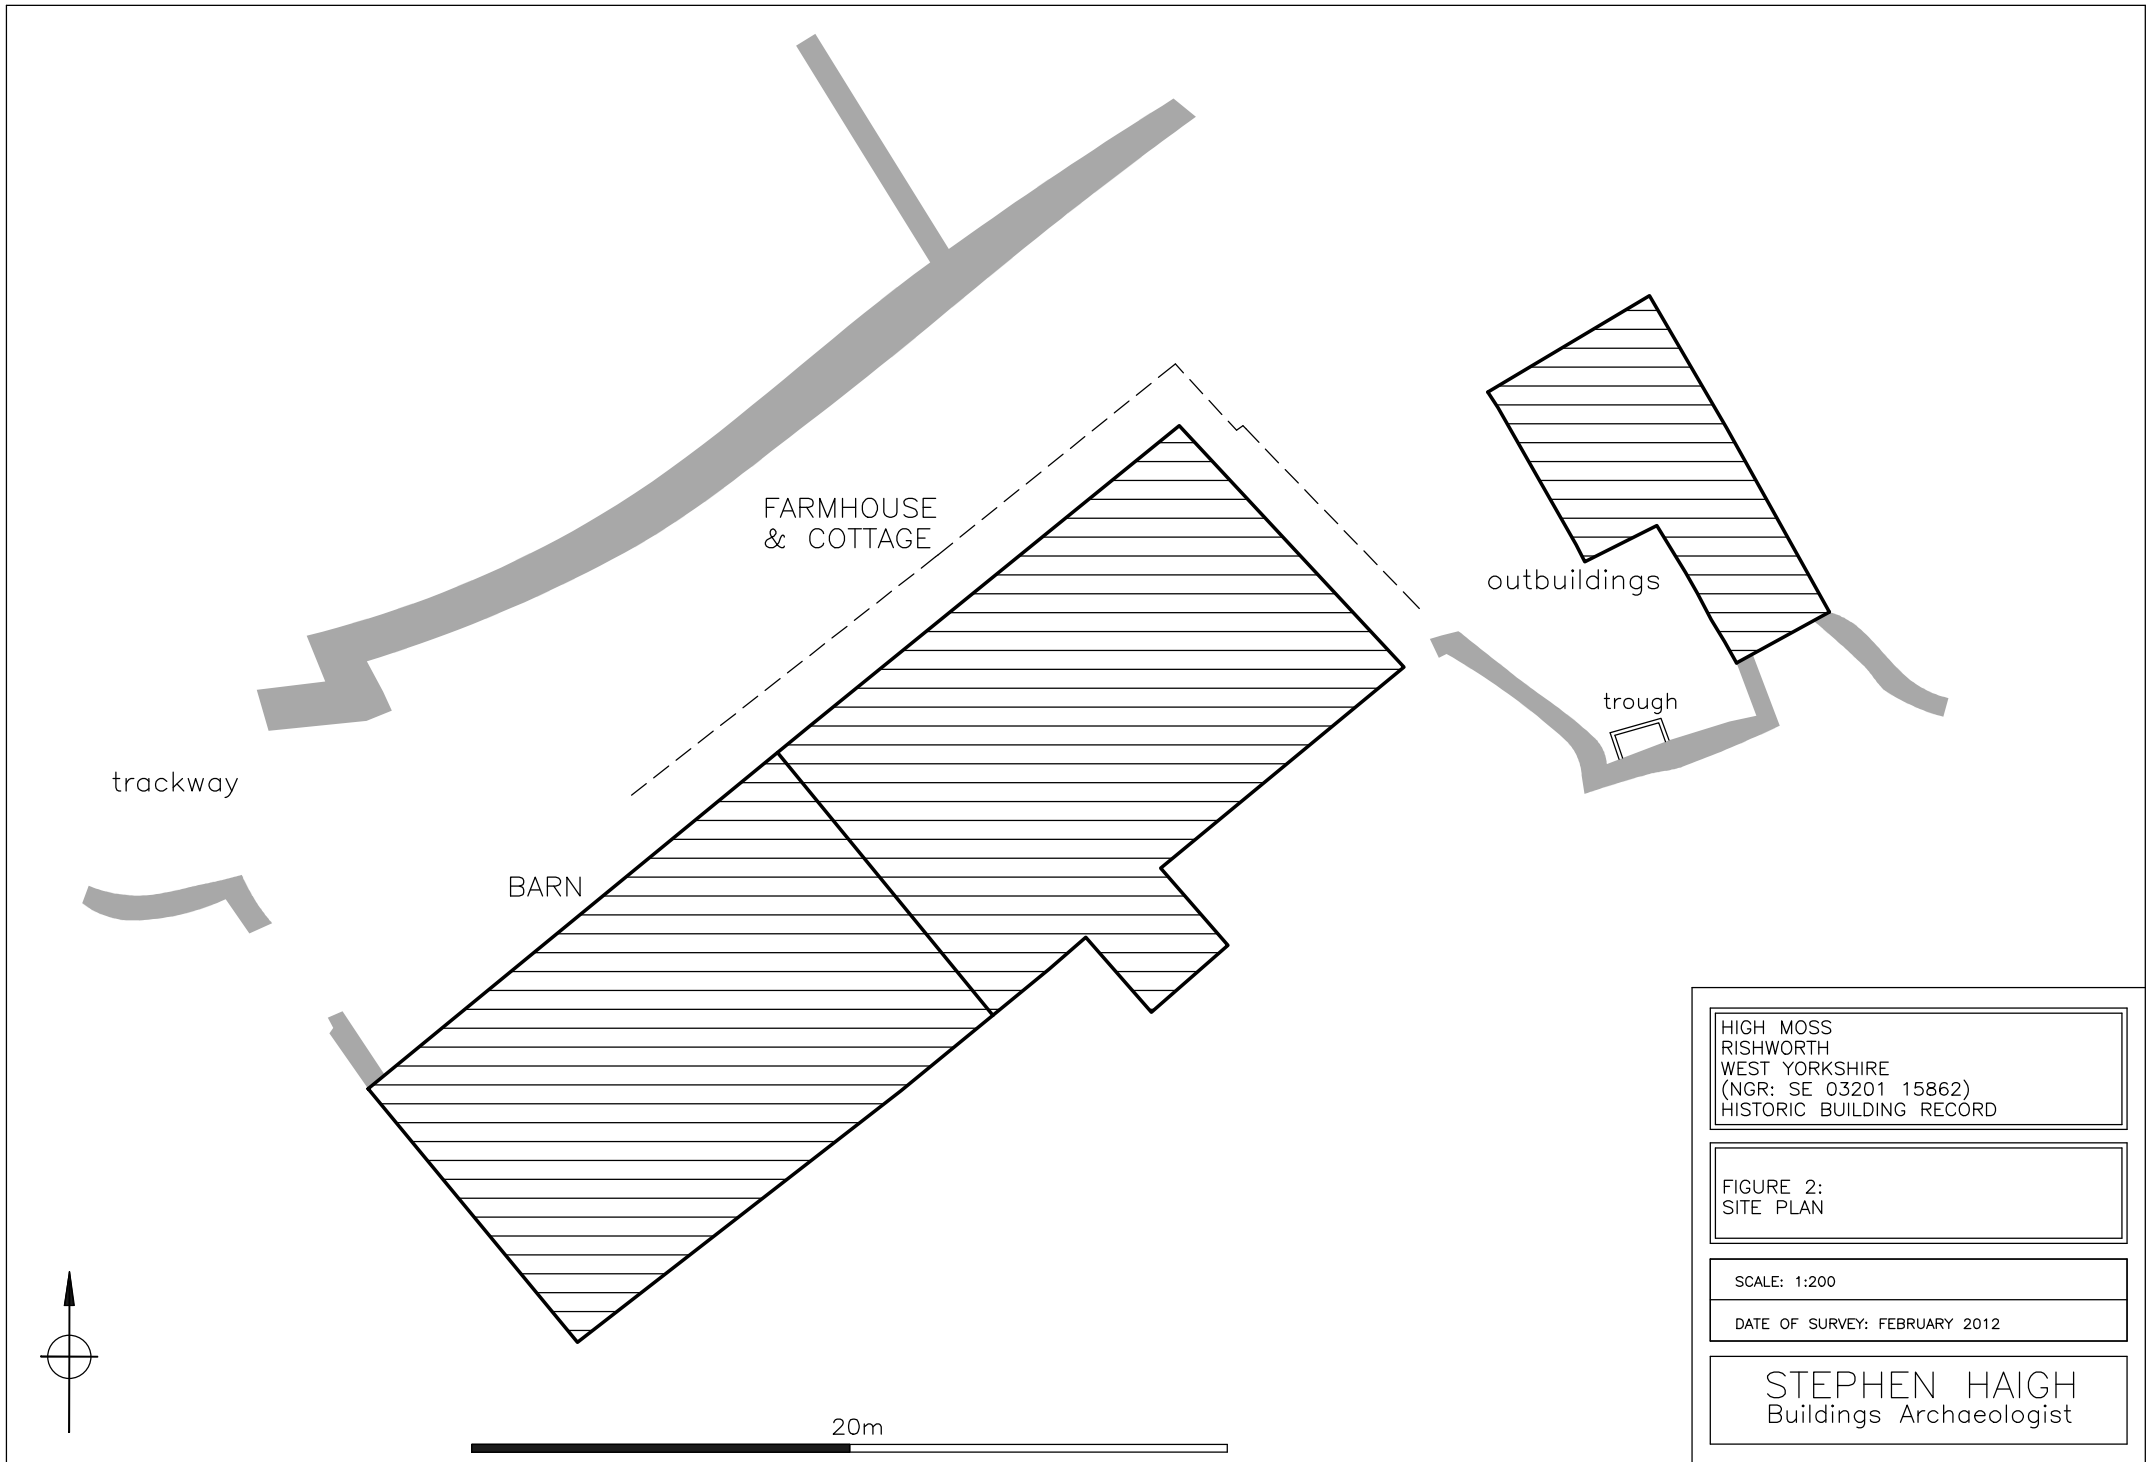 FARMHOUSE
& COTTAGE
outbuildings
trough
trackway
BARN
HIGH MOSS
RISHWORTH
WEST YORKSHIRE
(NGR: SE 03201 15862)
HISTORIC BUILDING RECORD
FIGURE 2:
SITE PLAN
SCALE: 1:200
DATE OF SURVEY: FEBRUARY 2012
STEPHEN HAIGH
Buildings Archaeologist
20m